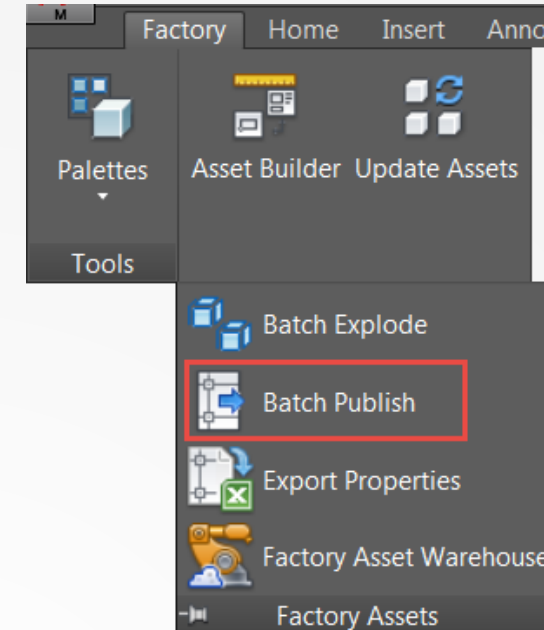 M
Factory Home Insert Anno
Palettes Asset Builder Update Assets
Tools
Batch Explode
Batch Publish
Export Properties
Factory Asset Warehouse
Factory Assets